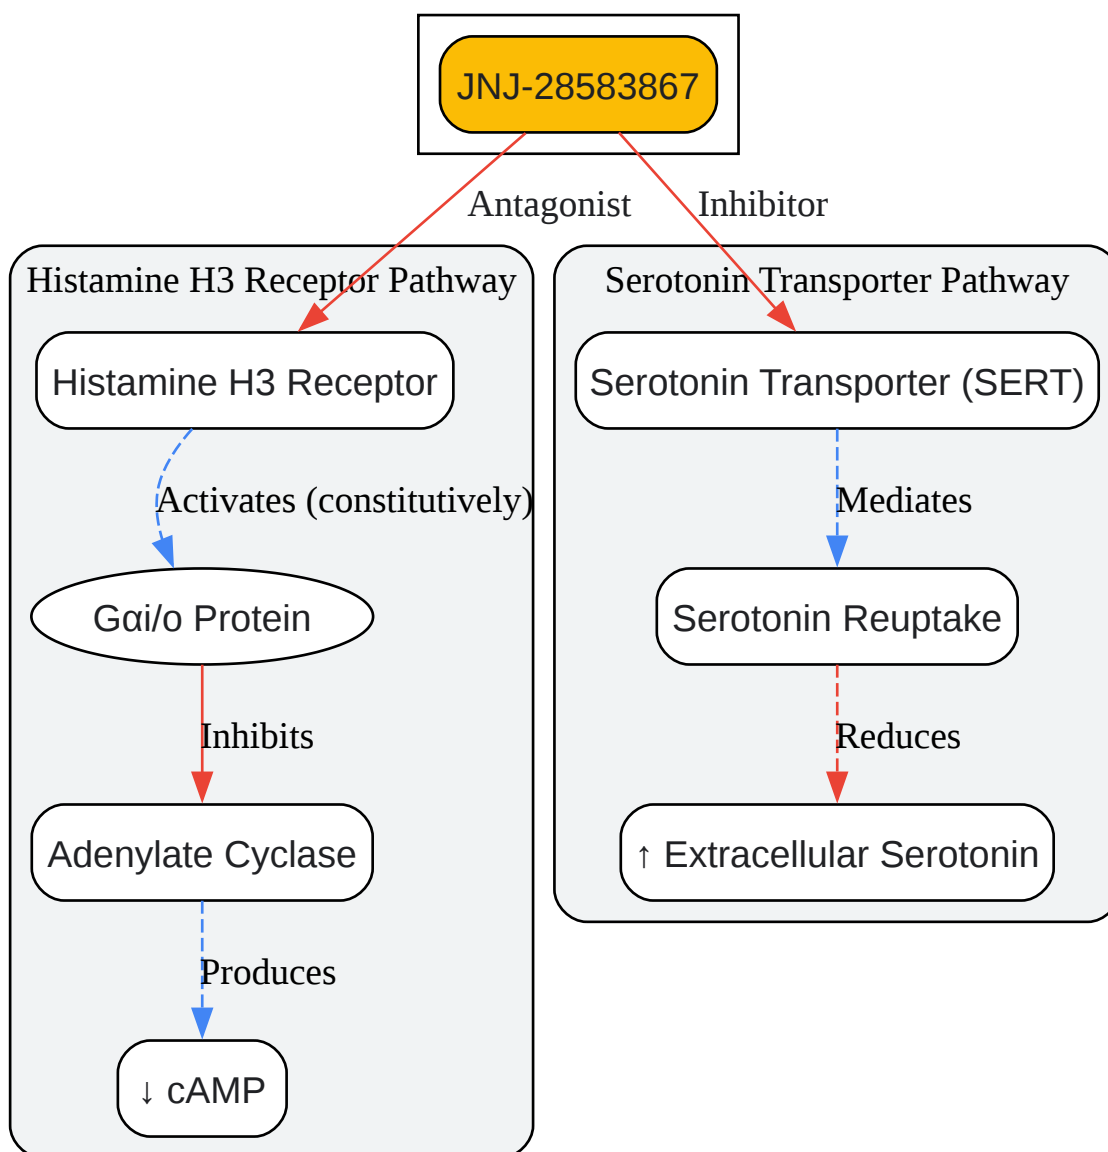 JNJ-28583867
Antagonist
Inhibitor
Histamine H3 Receptor Pathway
Serotonin Transporter Pathway
Histamine H3 Receptor
Serotonin Transporter (SERT)
Activates (constitutively)
Mediates
Gαi/o Protein
Serotonin Reuptake
Inhibits
Reduces
Adenylate Cyclase
↑ Extracellular Serotonin
Produces
↓ cAMP